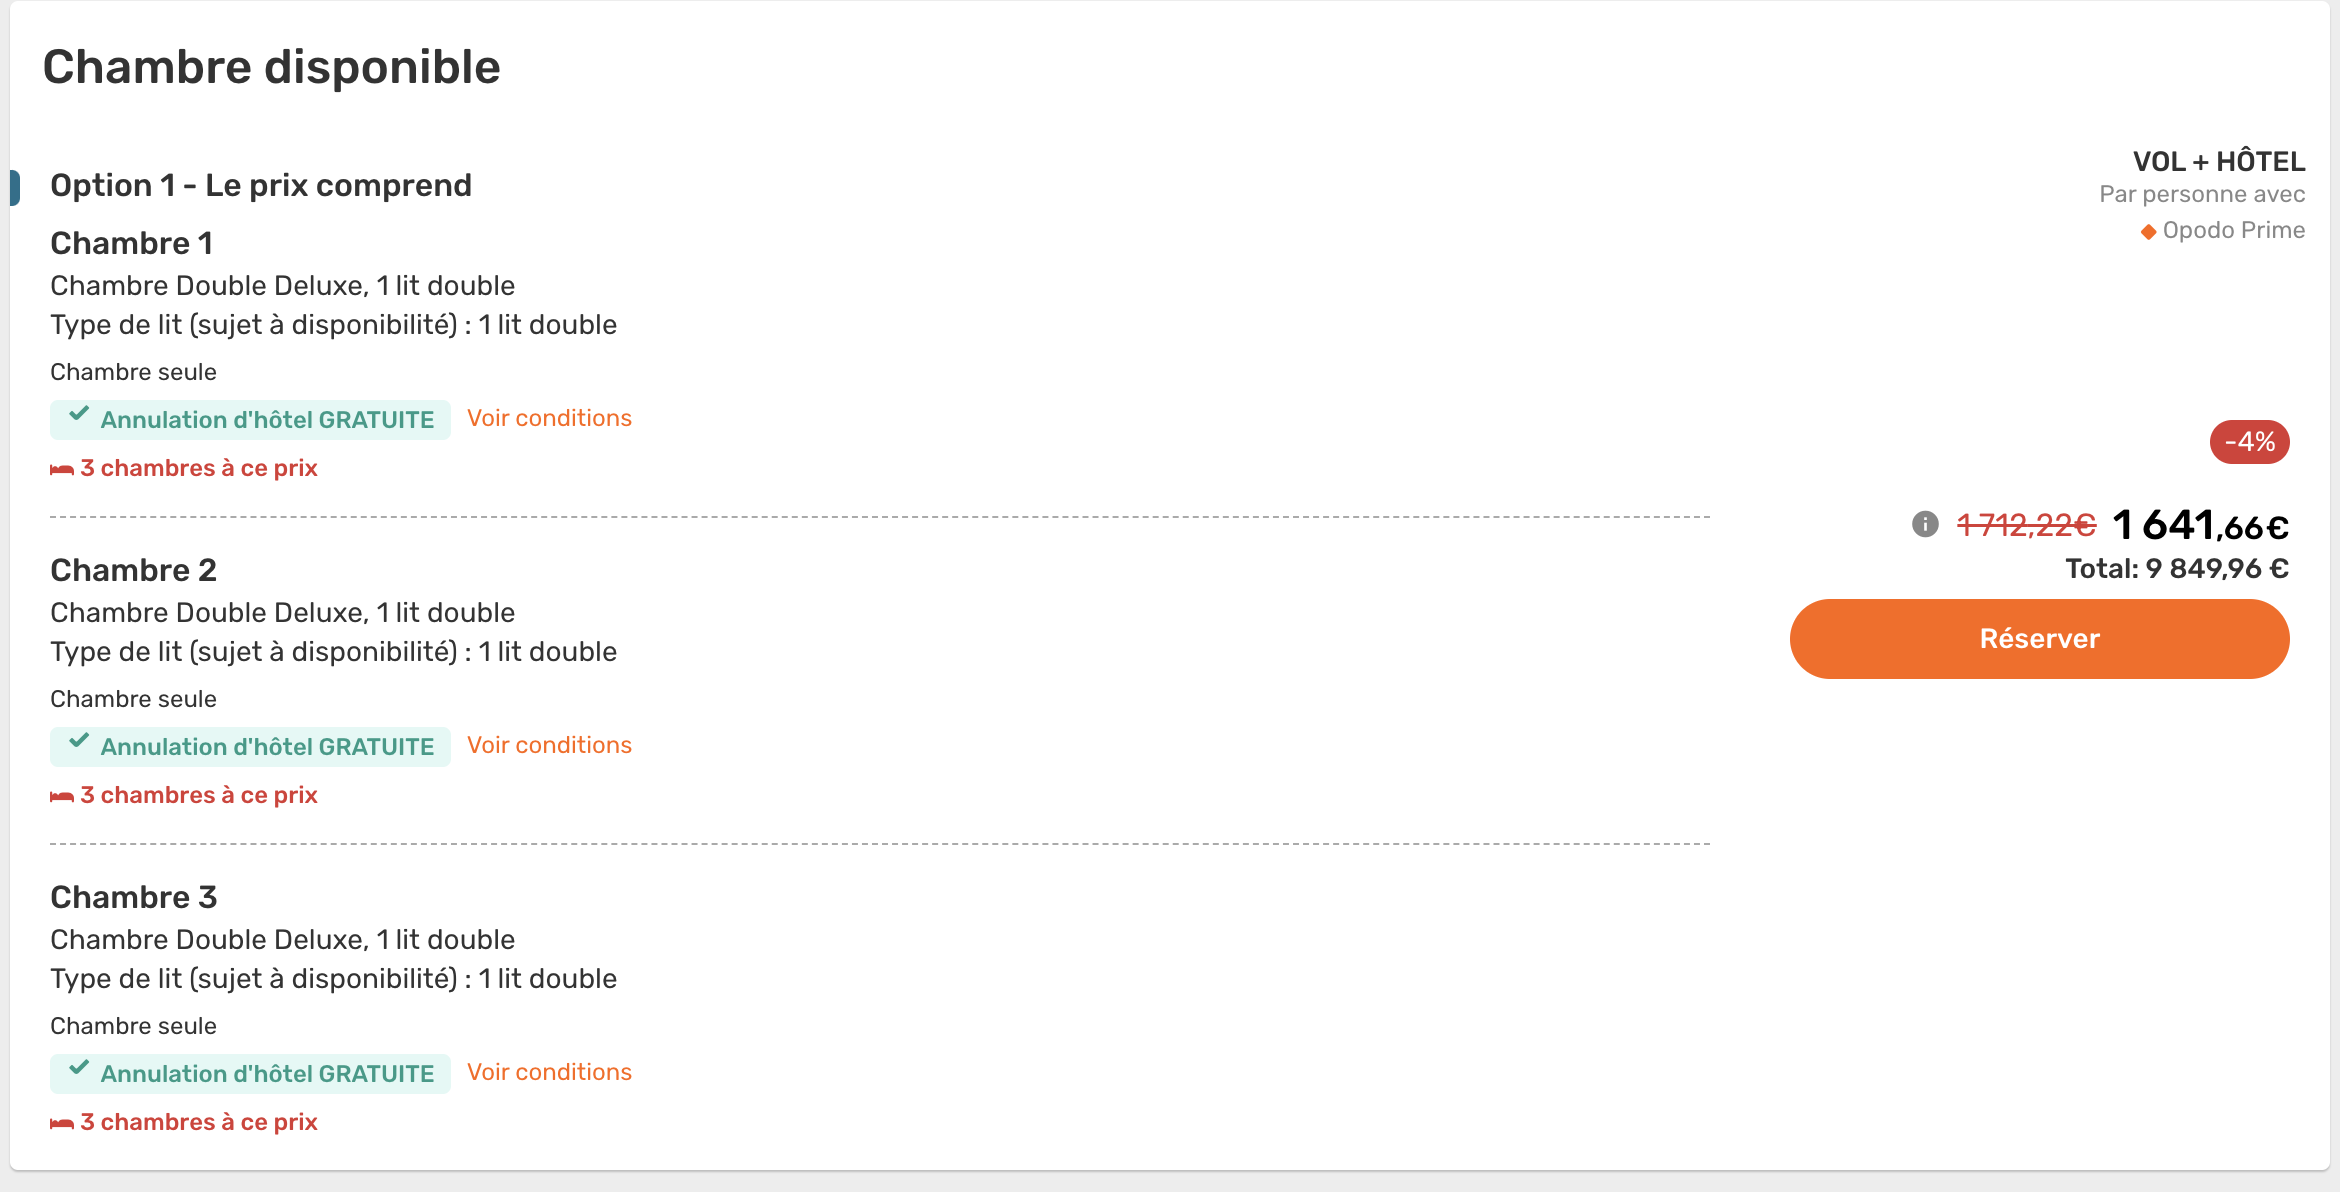 Chambre disponible
Option 1 - Le prix comprend
VOL + HÔTEL
Par personne avec
Opodo Prime
Chambre 1
Chambre Double Deluxe, 1 lit double
Type de lit (sujet à disponibilité) : 1 lit double
Chambre seule
Annulation d'hôtel GRATUITE Voir conditions
3 chambres à ce prix
-4%
1 712,22€ 1 641,66€
Total: 9 849,96 €
Réserver
Chambre 2
Chambre Double Deluxe, 1 lit double
Type de lit (sujet à disponibilité) : 1 lit double
Chambre seule
Annulation d'hôtel GRATUITE Voir conditions
3 chambres à ce prix
Chambre 3
Chambre Double Deluxe, 1 lit double
Type de lit (sujet à disponibilité) : 1 lit double
Chambre seule
Annulation d'hôtel GRATUITE Voir conditions
3 chambres à ce prix